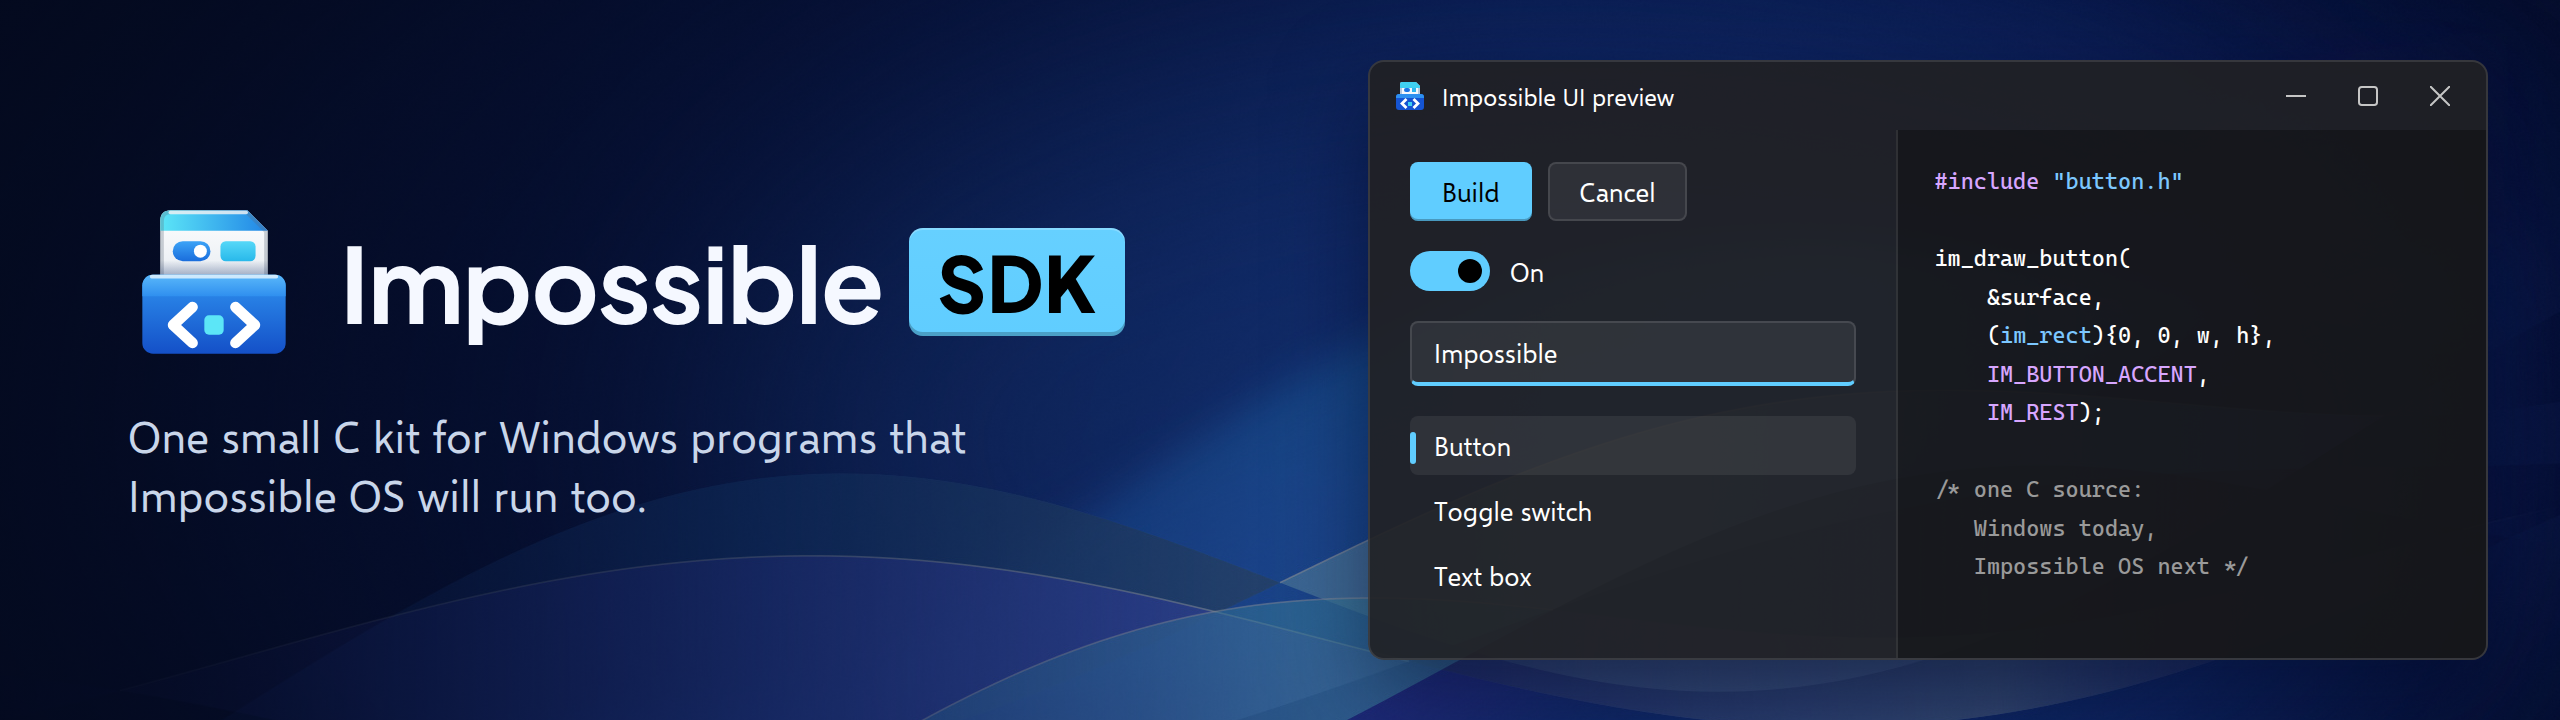 Impossible SDK
One small C kit for Windows programs that
Impossible OS will run too.
Impossible UI preview
Build
Cancel
On
Impossible
Button
Toggle switch
Text box
#include "button.h"
im_draw_button(
    &surface,
    (im_rect){0, 0, w, h},
    IM_BUTTON_ACCENT,
    IM_REST);
/* one C source:
   Windows today,
   Impossible OS next */